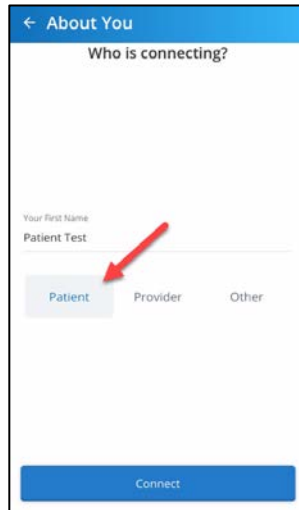 ← About You
Who is connecting?
Your First Name
Patient Test
Patient Provider Other
Connect